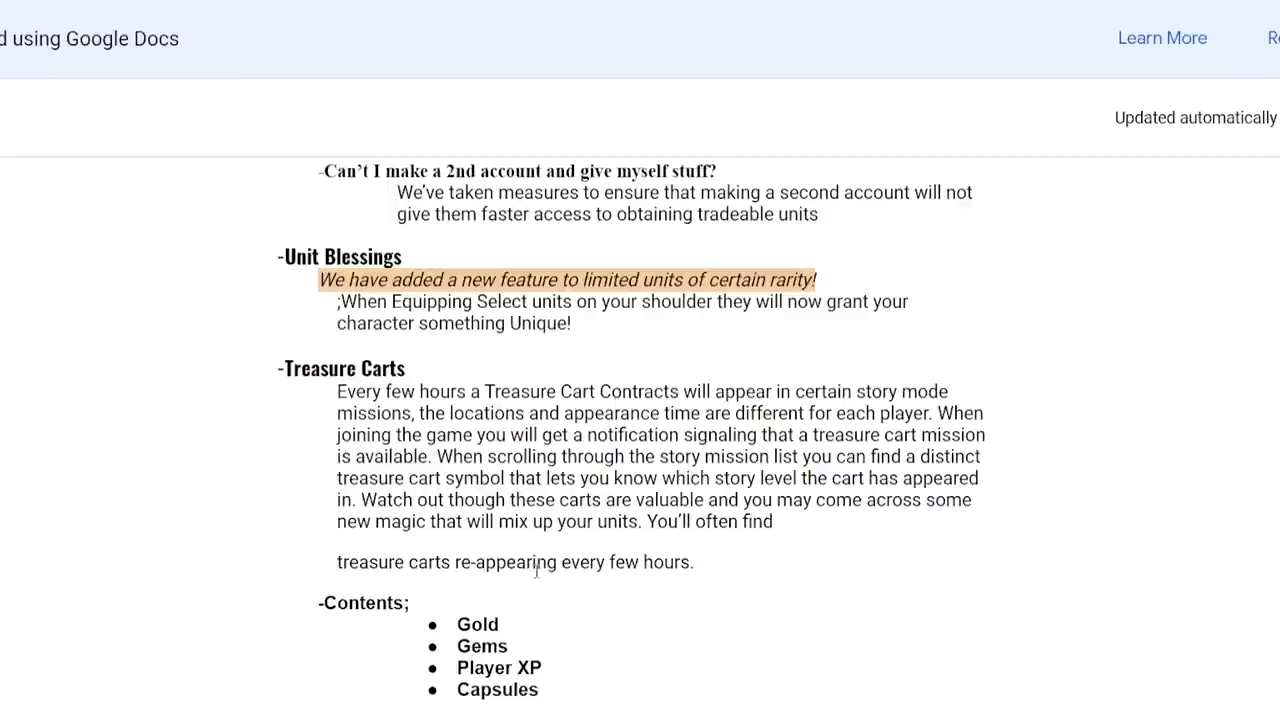 d using Google Docs
Learn More
Re
Updated automatically
-Can't I make a 2nd account and give myself stuff?
We've taken measures to ensure that making a second account will not
give them faster access to obtaining tradeable units
-Unit Blessings
We have added a new feature to limited units of certain rarity!
;When Equipping Select units on your shoulder they will now grant your
character something Unique!
-Treasure Carts
Every few hours a Treasure Cart Contracts will appear in certain story mode
missions, the locations and appearance time are different for each player. When
joining the game you will get a notification signaling that a treasure cart mission
is available. When scrolling through the story mission list you can find a distinct
treasure cart symbol that lets you know which story level the cart has appeared
in. Watch out though these carts are valuable and you may come across some
new magic that will mix up your units. You'll often find
treasure carts re-appearing every few hours.
-Contents;
● Gold
● Gems
● Player XP
● Capsules